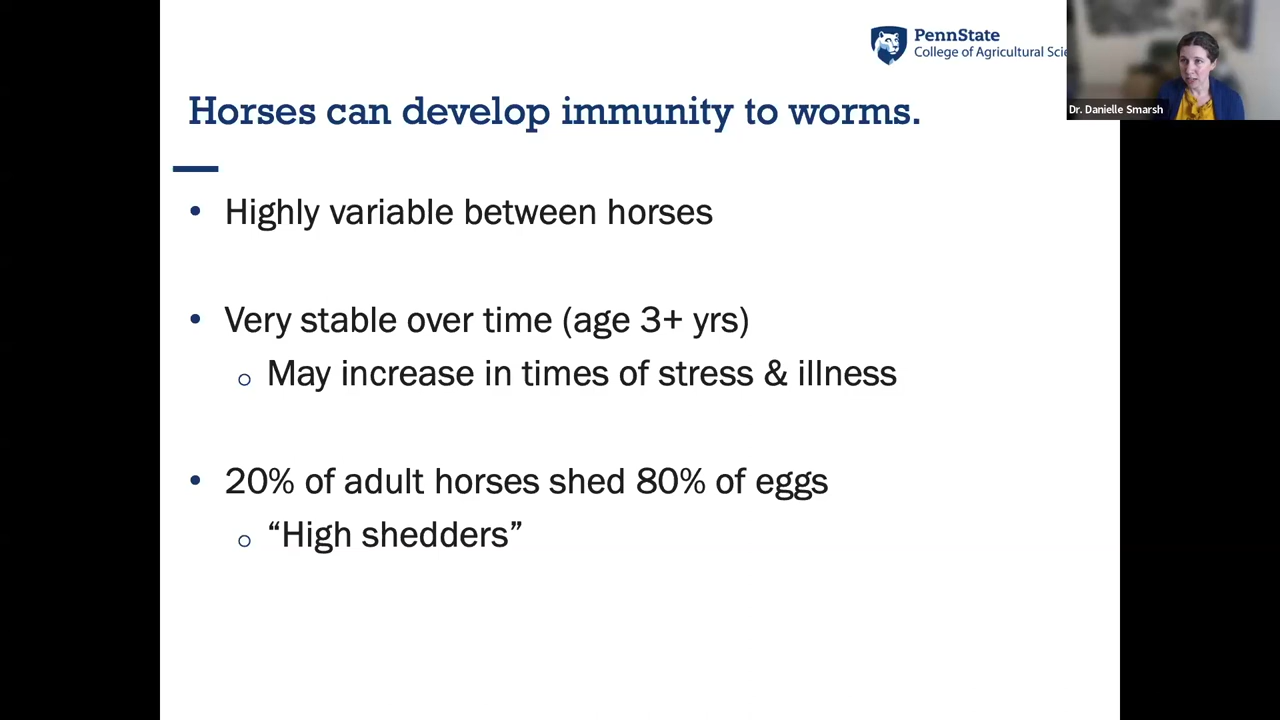 PennState
College of Agricultural Scie
Dr. Danielle Smarsh
Horses can develop immunity to worms.
• Highly variable between horses
• Very stable over time (age 3+ yrs)
o May increase in times of stress & illness
• 20% of adult horses shed 80% of eggs
o “High shedders”